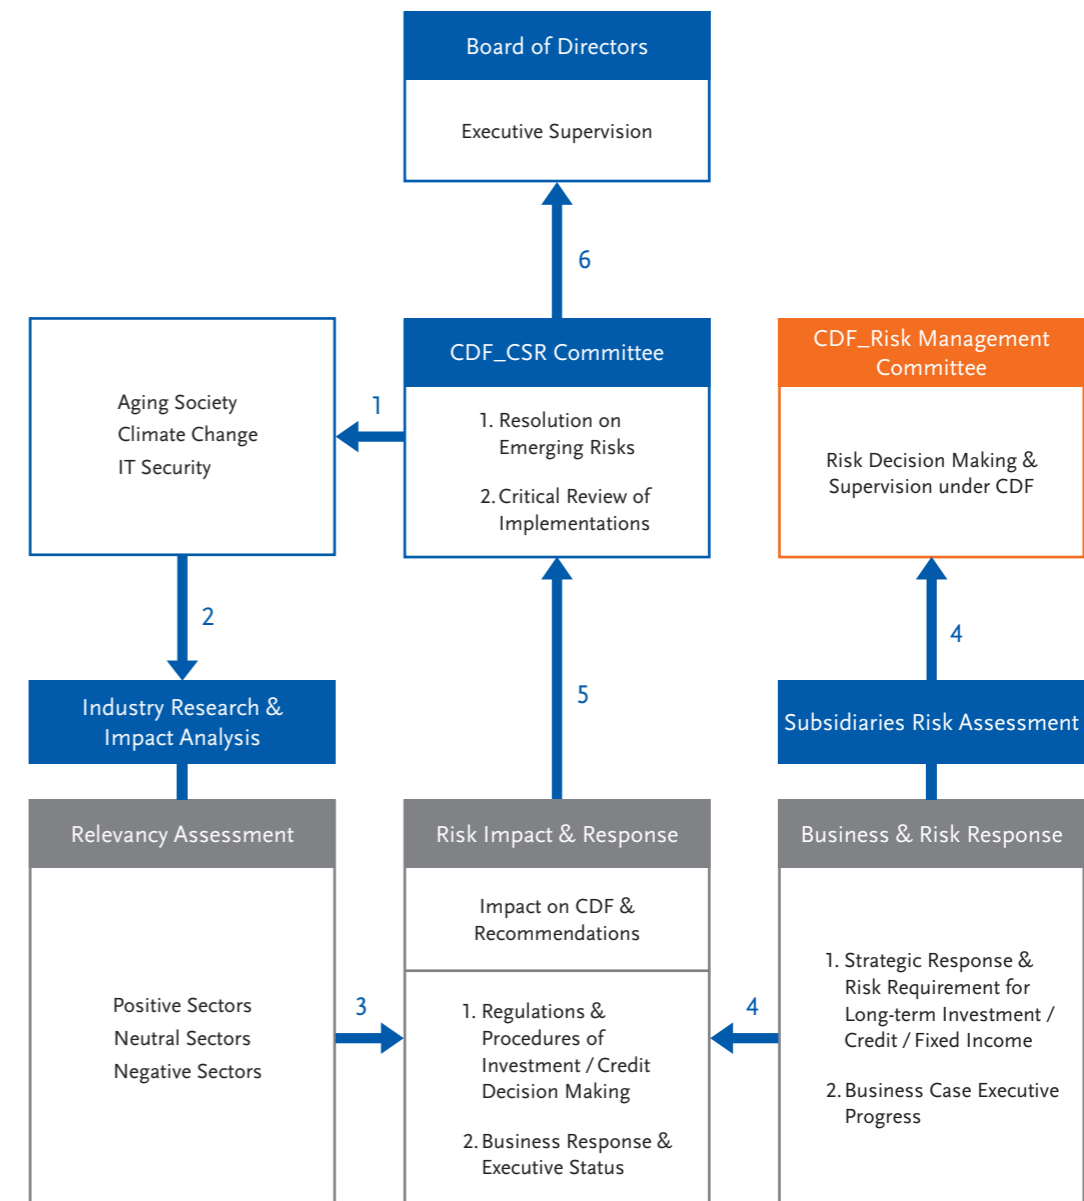 Board of Directors
Executive Supervision
6
CDF_CSR Committee
1. Resolution on
Emerging Risks
2. Critical Review of
Implementations
CDF_Risk Management
Committee
Risk Decision Making &
Supervision under CDF
1
Aging Society
Climate Change
IT Security
2
5
4
Industry Research &
Impact Analysis
Subsidiaries Risk Assessment
Relevancy Assessment
Positive Sectors
Neutral Sectors
Negative Sectors
3
Risk Impact & Response
Impact on CDF &
Recommendations
1. Regulations &
Procedures of
Investment / Credit
Decision Making
2. Business Response &
Executive Status
4
Business & Risk Response
1. Strategic Response &
Risk Requirement for
Long-term Investment /
Credit / Fixed Income
2. Business Case Executive
Progress